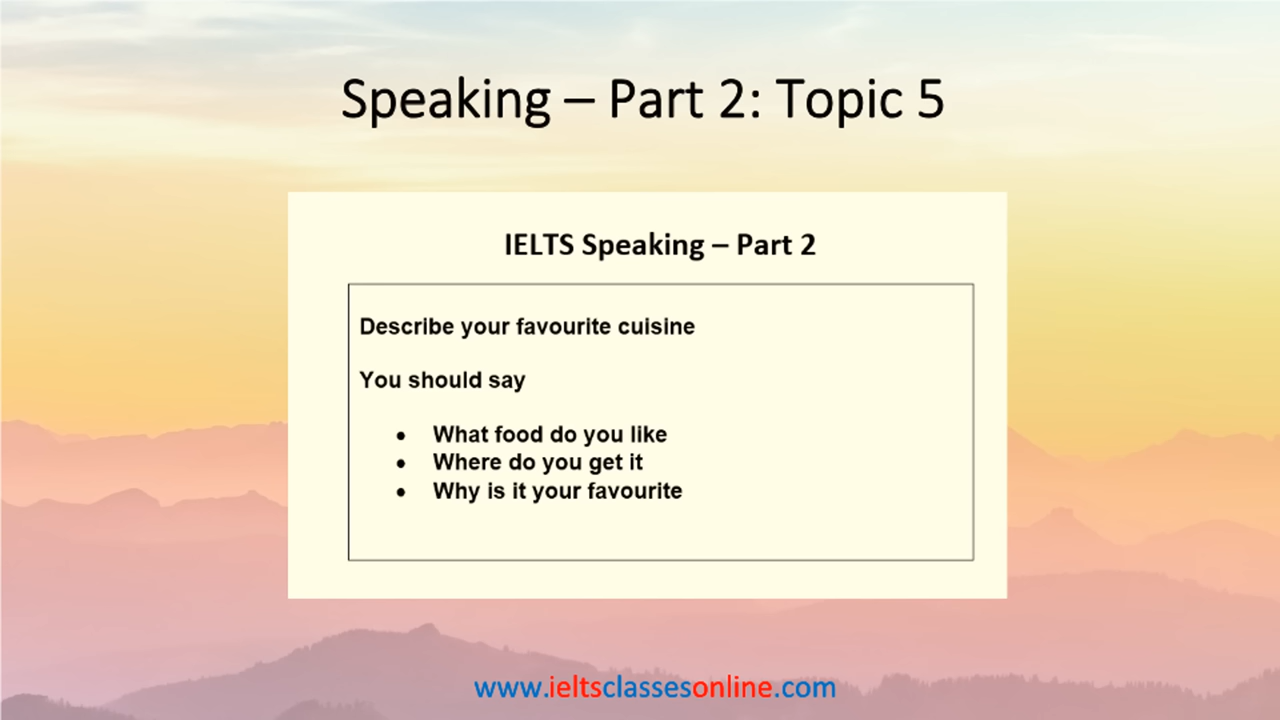 Speaking – Part 2: Topic 5
IELTS Speaking – Part 2
Describe your favourite cuisine
You should say
• What food do you like
• Where do you get it
• Why is it your favourite
www.ieltsclassesonline.com